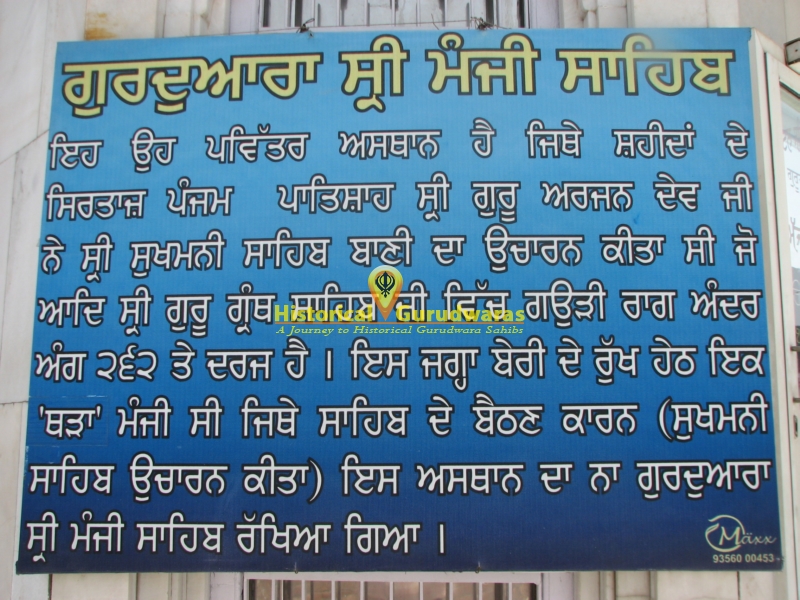 ਗੁਰਦੁਆਰਾ ਸ੍ਰੀ ਮੰਜੀ ਸਾਹਿਬ
ਇਹ ਉਹ ਪਵਿੱਤਰ ਅਸਥਾਨ ਹੈ ਜਿਥੇ ਸ਼ਹੀਦਾਂ ਦੇ
ਸਿਰਤਾਜ਼ ਪੰਜਮ ਪਾਤਿਸ਼ਾਹ ਸ੍ਰੀ ਗੁਰੂ ਅਰਜਨ ਦੇਵ ਜੀ
ਨੇ ਸ੍ਰੀ ਸੁਖਮਨੀ ਸਾਹਿਬ ਬਾਣੀ ਦਾ ਉਚਾਰਨ ਕੀਤਾ ਸੀ ਜੋ
ਆਦਿ ਸ੍ਰੀ ਗੁਰੂ ਗ੍ਰੰਥ ਸਾਹਿਬ ਜੀ ਵਿੱਚ ਗਉੜੀ ਰਾਗ ਅੰਦਰ
Historical Gurudwaras
A Journey to Historical Gurudwara Sahibs
ਅੰਗ ੨੬੨ ਤੇ ਦਰਜ ਹੈ । ਇਸ ਜਗ੍ਹਾ ਬੇਰੀ ਦੇ ਰੁੱਖ ਹੇਠ ਇਕ
'ਥੜਾ' ਮੰਜੀ ਸੀ ਜਿਥੇ ਸਾਹਿਬ ਦੇ ਬੈਠਣ ਕਾਰਨ (ਸੁਖਮਨੀ
ਸਾਹਿਬ ਉਚਾਰਨ ਕੀਤਾ) ਇਸ ਅਸਥਾਨ ਦਾ ਨਾ ਗੁਰਦੁਆਰਾ
ਸ੍ਰੀ ਮੰਜੀ ਸਾਹਿਬ ਰੱਖਿਆ ਗਿਆ ।
Mäxx
93560 00453